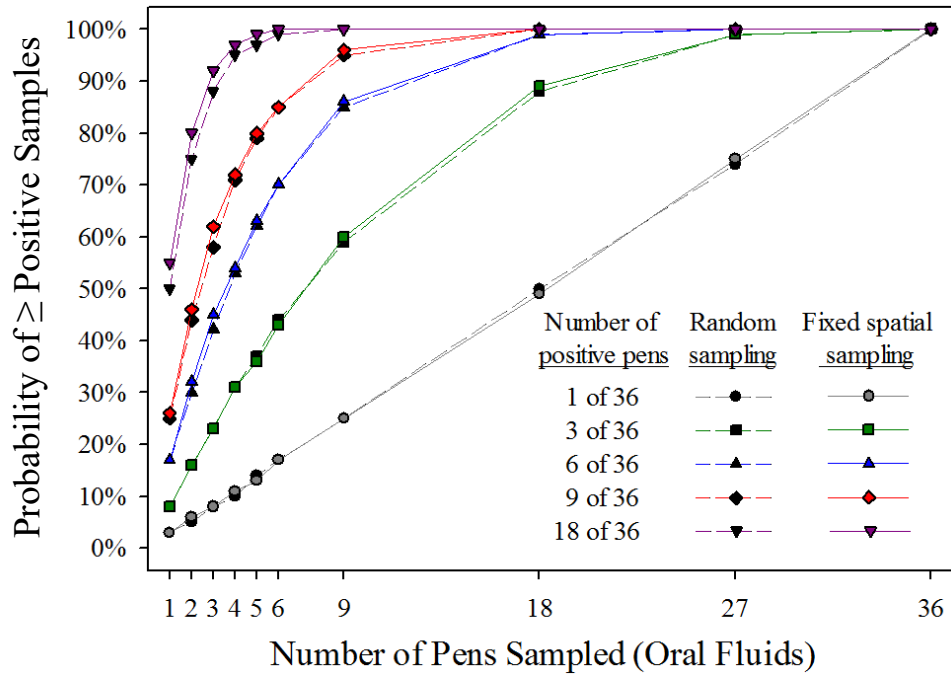 Probability of ≥ Positive Samples
100%
90%
80%
70%
60%
50%
40%
30%
20%
10%
0%
Number of positive pens
Random sampling
Fixed spatial sampling
1 of 36
3 of 36
6 of 36
9 of 36
18 of 36
1 2 3 4 5 6 9 18 27 36
Number of Pens Sampled (Oral Fluids)